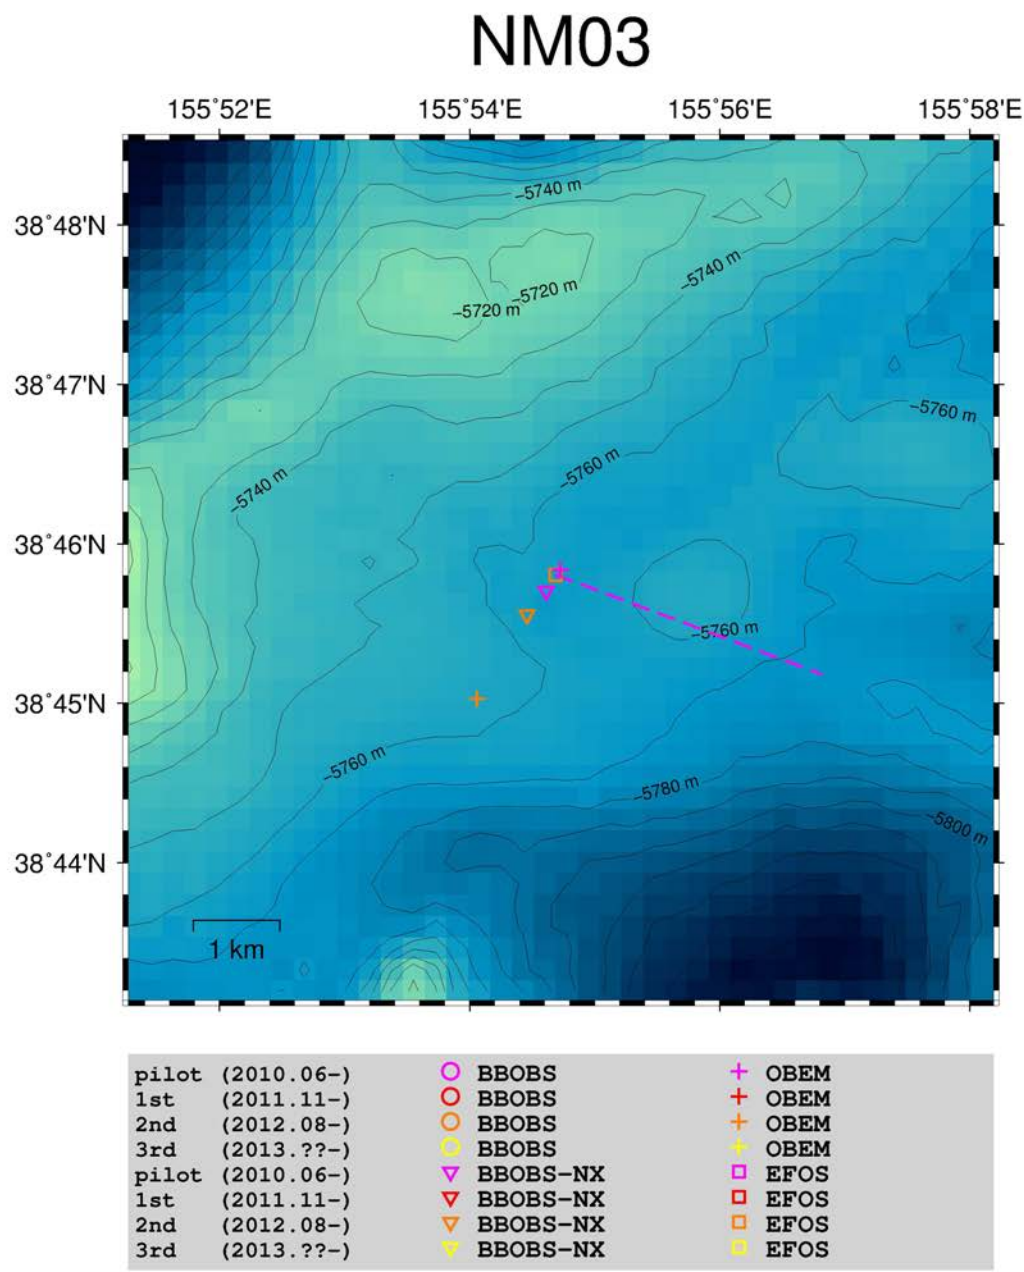 NM03
155°52'E 155°54'E 155°56'E 155°58'E
−5740 m
38°48'N
−5740 m
−5720 m
−5720 m
38°47'N
−5760 m
−5760 m
−5740 m
38°46'N
−5760 m
38°45'N
−5760 m
−5780 m
−5800 m
38°44'N
1 km
pilot (2010.06-) BBOBS OBEM
1st (2011.11-) BBOBS OBEM
2nd (2012.08-) BBOBS OBEM
3rd (2013.??-) BBOBS OBEM
pilot (2010.06-) BBOBS-NX EFOS
1st (2011.11-) BBOBS-NX EFOS
2nd (2012.08-) BBOBS-NX EFOS
3rd (2013.??-) BBOBS-NX EFOS